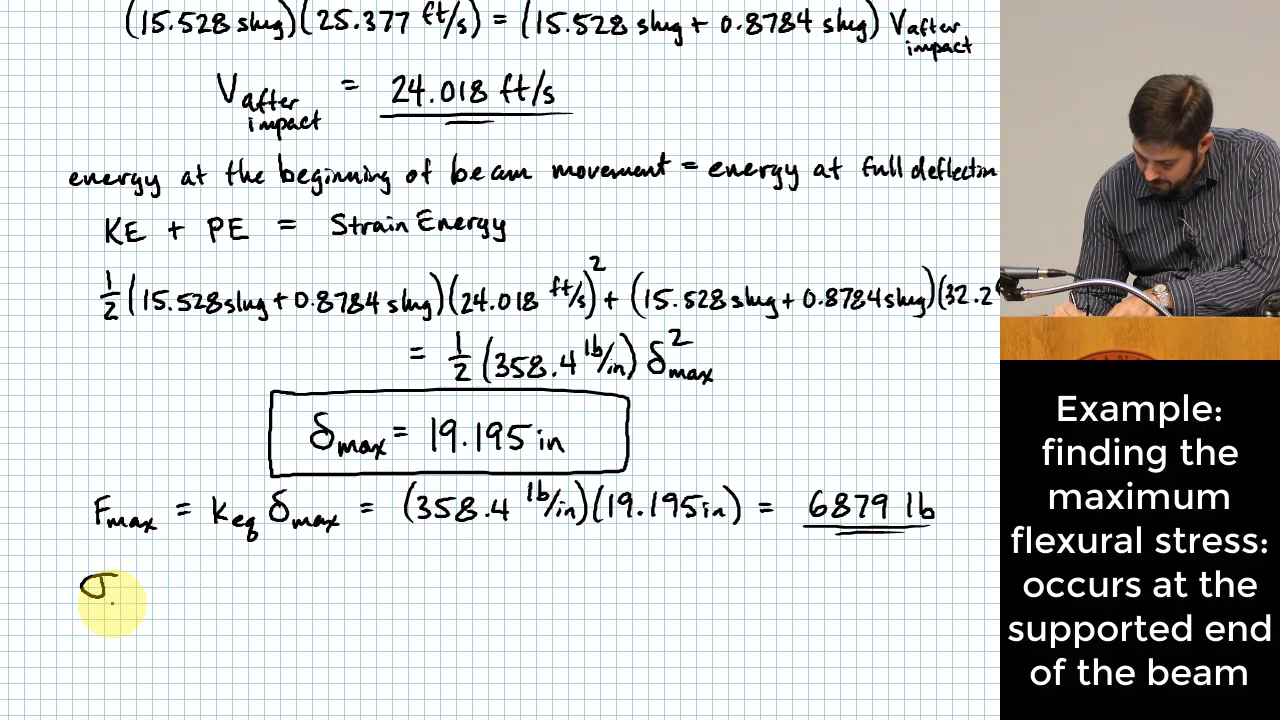 (15.528 slug)(25.377 ft/s) = (15.528 slug + 0.8784 slug) V after impact
V after impact = 24.018 ft/s
energy at the beginning of beam movement = energy at full deflection
KE + PE = Strain Energy
½(15.528 slug + 0.8784 slug)(24.018 ft/s)² + (15.528 slug + 0.8784 slug)(32.2
= ½ (358.4 lb/in) δ²max
δmax = 19.195 in
Fmax = Keq δmax = (358.4 lb/in)(19.195 in) = 6879 lb
σ
Example:
finding the
maximum
flexural stress:
occurs at the
supported end
of the beam